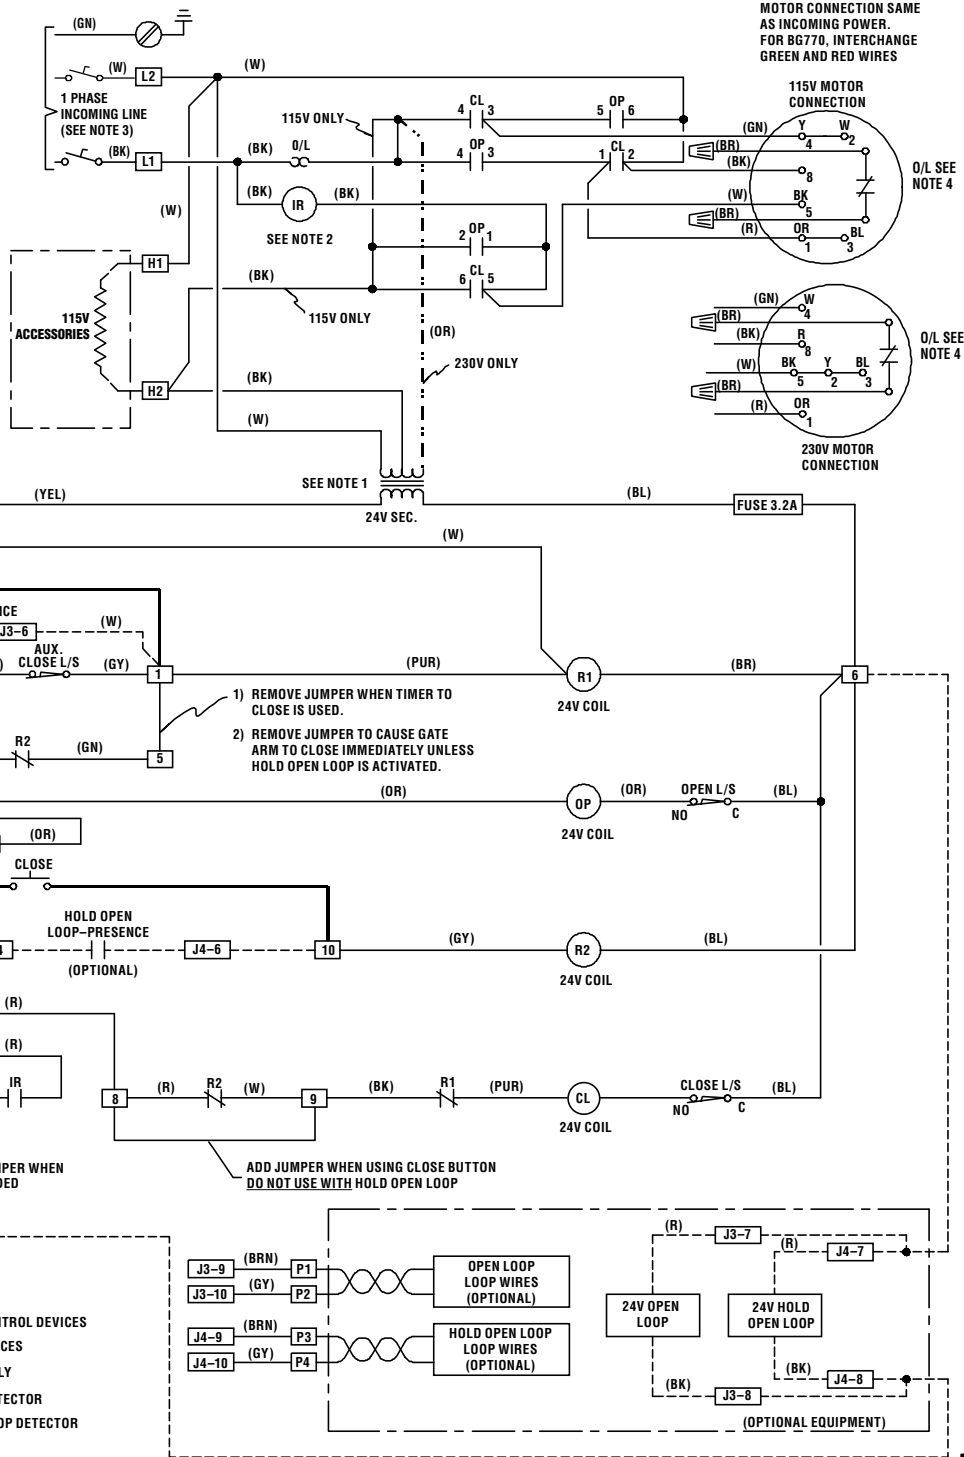 MOTOR CONNECTION SAME
AS INCOMING POWER.
FOR BG770, INTERCHANGE
GREEN AND RED WIRES
(GN)
(W)
L2
(W)
1 PHASE
INCOMING LINE
(SEE NOTE 3)
(BK)
L1
(BK)
O/L
115V ONLY
4 CL 3
5 OP 6
4 OP 3
1 CL 2
(BK)
IR
(BK)
SEE NOTE 2
(W)
2 OP 1
6 CL 5
115V MOTOR
CONNECTION
(GN)
Y
4
W
2
(BR)
(BK)
8
(W)
BK
5
(BR)
(R)
OR
1
BL
3
O/L SEE
NOTE 4
H1
(BK)
115V ONLY
115V
ACCESSORIES
(OR)
230V ONLY
H2
(BK)
(W)
(GN)
W
4
(BR)
(BK)
R
8
(W)
BK
5
Y
2
BL
3
(BR)
(R)
OR
1
O/L SEE
NOTE 4
230V MOTOR
CONNECTION
SEE NOTE 1
24V SEC.
(YEL)
(BL)
FUSE 3.2A
(W)
ICE
J3–6
(W)
AUX.
CLOSE L/S
)
(GY)
1
(PUR)
R1
24V COIL
(BR)
6
1) REMOVE JUMPER WHEN TIMER TO
CLOSE IS USED.
2) REMOVE JUMPER TO CAUSE GATE
ARM TO CLOSE IMMEDIATELY UNLESS
HOLD OPEN LOOP IS ACTIVATED.
R2
(GN)
5
(OR)
OP
24V COIL
(OR)
OPEN L/S
NO
C
(BL)
(OR)
CLOSE
HOLD OPEN
LOOP–PRESENCE
(OPTIONAL)
4
J4–6
10
(GY)
R2
24V COIL
(BL)
(R)
(R)
IR
8
(R)
R2
(W)
9
(BK)
R1
(PUR)
CL
24V COIL
CLOSE L/S
NO
C
(BL)
MPER WHEN
DED
ADD JUMPER WHEN USING CLOSE BUTTON
DO NOT USE WITH HOLD OPEN LOOP
J3–9
(BRN)
P1
J3–10
(GY)
P2
OPEN LOOP
LOOP WIRES
(OPTIONAL)
J4–9
(BRN)
P3
J4–10
(GY)
P4
HOLD OPEN LOOP
LOOP WIRES
(OPTIONAL)
(R)
J3–7
(R)
J4–7
24V OPEN
LOOP
24V HOLD
OPEN LOOP
(BK)
J4–8
(BK)
J3–8
(OPTIONAL EQUIPMENT)
NTROL DEVICES
CES
LY
TECTOR
OP DETECTOR